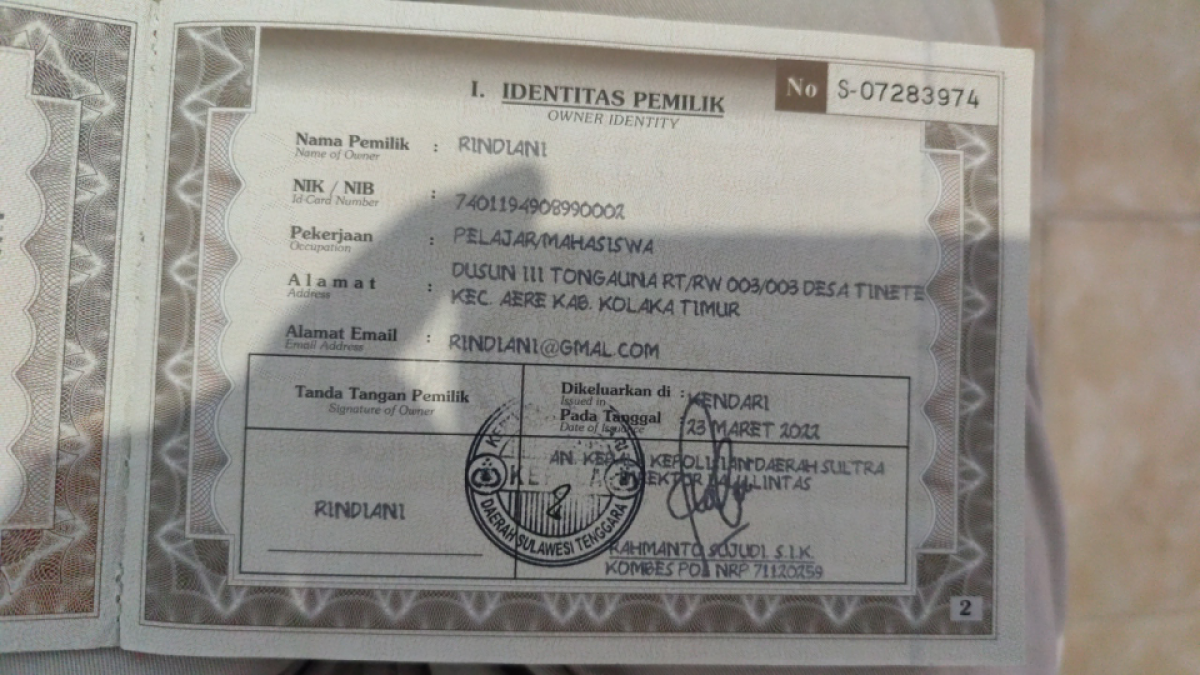 No S-07283974
I. IDENTITAS PEMILIK
OWNER IDENTITY
Nama Pemilik : RINDIANI
Name of Owner
NIK / NIB : 7401194908990002
Id Card Number
Pekerjaan : PELAJAR/MAHASISWA
Occupation
Alamat : DUSUN III TONGAUNA RT/RW 003/003 DESA TINETE
Address
KEC. AERE KAB. KOLAKA TIMUR
Alamat Email : RINDIANI@GMAL.COM
Email Address
Tanda Tangan Pemilik
Signature of Owner
RINDIANI
Dikeluarkan di : KENDARI
Issued in
Pada Tanggal : 23 MARET 2022
Date of Issuance
AN. KEPOLISIAN DAERAH SULTRA
LALU LINTAS
RAHMANTO SUJUDI. S.I.K.
KOMBES POL NRP 71120259
DAERAH SULAWESI TENGGARA
2